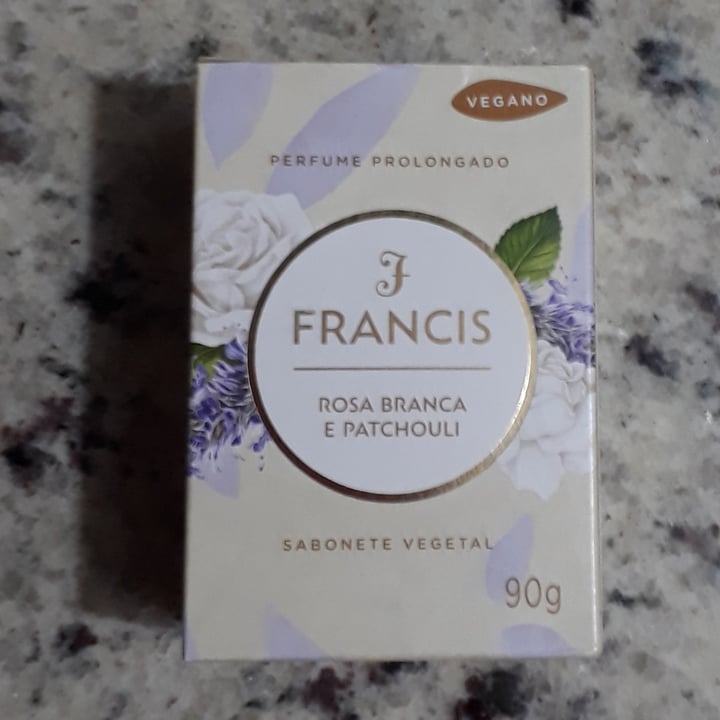 VEGANO
PERFUME PROLONGADO
F
FRANCIS
ROSA BRANCA
E PATCHOULI
SABONETE VEGETAL
90g